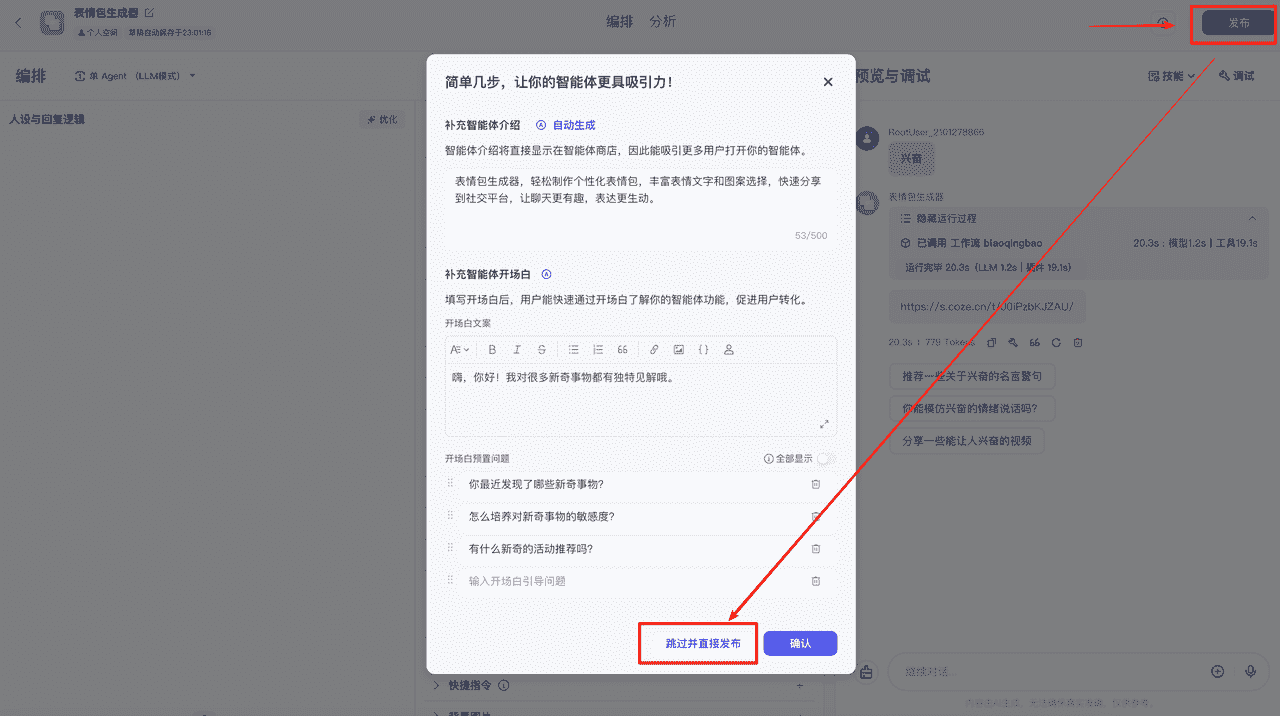 表情包生成器
个人空间 草稿自动保存于23:01:16
编排 分析
发布
编排
单 Agent （LLM模式）
预览与调试
技能
调试
人设与回复逻辑
优化
简单几步，让你的智能体更具吸引力！
补充智能体介绍 自动生成
智能体介绍将直接显示在智能体商店，因此能吸引更多用户打开你的智能体。
表情包生成器，轻松制作个性化表情包，丰富表情文字和图案选择，快速分享
到社交平台，让聊天更有趣，表达更生动。
53/500
补充智能体开场白
填写开场白后，用户能快速通过开场白了解你的智能体功能，促进用户转化。
开场白文案
嗨，你好！我对很多新奇事物都有独特见解哦。
开场白预置问题
全部显示
你最近发现了哪些新奇事物?
怎么培养对新奇事物的敏感度?
有什么新奇的活动推荐吗?
输入开场白引导问题
跳过并直接发布
确认
快捷指令
背景图片
RootUser_2101278866
兴奋
表情包生成器
隐藏运行过程
已调用 工作流 biaoqingbao
20.3s : 模型1.2s | 工具19.1s
运行完毕 20.3s (LLM 1.2s | 插件 19.1s)
20.3s | 779 Tokens
推荐一些关于兴奋的名言警句
你能模仿兴奋的情绪说话吗?
分享一些能让人兴奋的视频
继续对话...